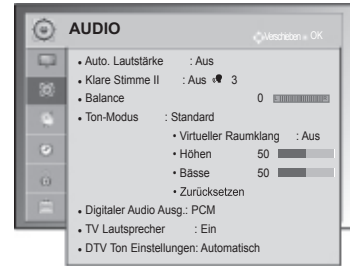 AUDIO
Verschieben OK
• Auto. Lautstärke : Aus
• Klare Stimme II : Aus 3
• Balance 0
• Ton-Modus : Standard
• Virtueller Raumklang : Aus
• Höhen 50
• Bässe 50
• Zurücksetzen
• Digitaler Audio Ausg.: PCM
• TV Lautsprecher : Ein
• DTV Ton Einstellungen: Automatisch